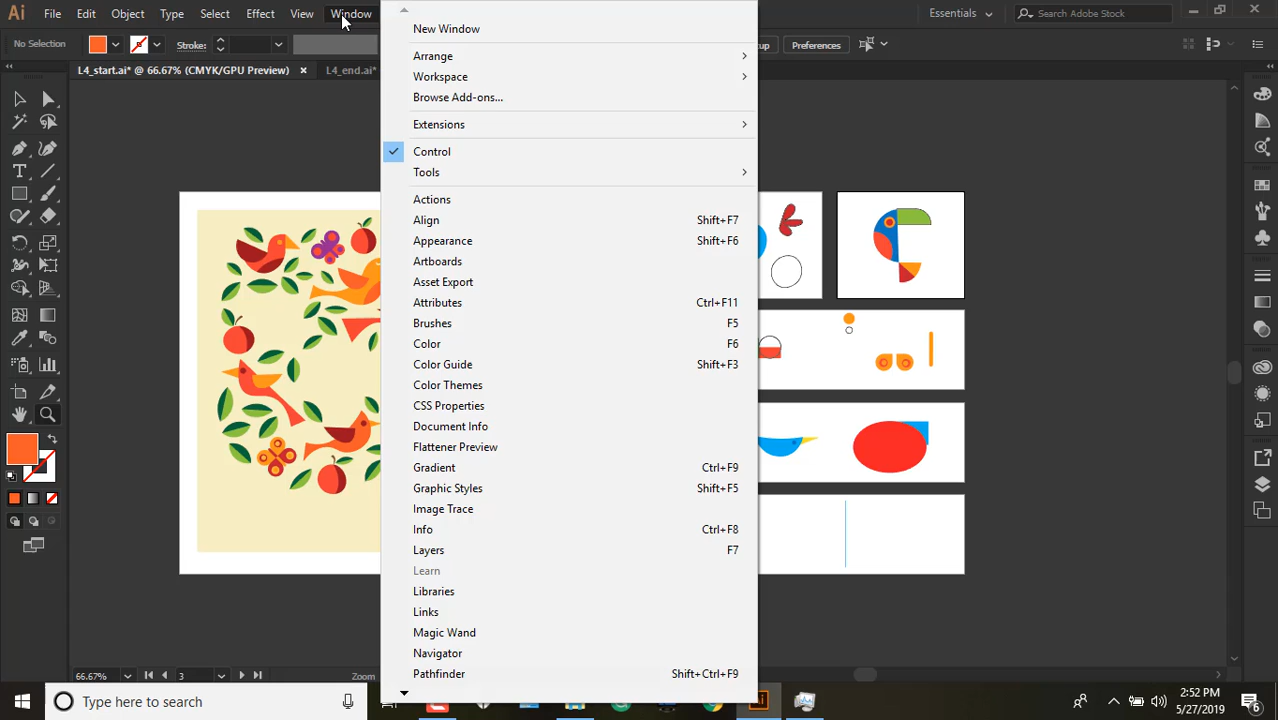 Ai File Edit Object Type Select Effect View Window
Essentials Search Adobe Stock
No Selection Stroke: Preferences
L4_start.ai* @ 66.67% (CMYK/GPU Preview) × L4_end.ai*
New Window
Arrange
Workspace
Browse Add-ons...
Extensions
Control
Tools
Actions
Align Shift+F7
Appearance Shift+F6
Artboards
Asset Export
Attributes Ctrl+F11
Brushes F5
Color F6
Color Guide Shift+F3
Color Themes
CSS Properties
Document Info
Flattener Preview
Gradient Ctrl+F9
Graphic Styles Shift+F5
Image Trace
Info Ctrl+F8
Layers F7
Learn
Libraries
Links
Magic Wand
Navigator
Pathfinder Shift+Ctrl+F9
66.67% 3 Zoom
Type here to search
Ai
2:52 PM
5/27/2019
6